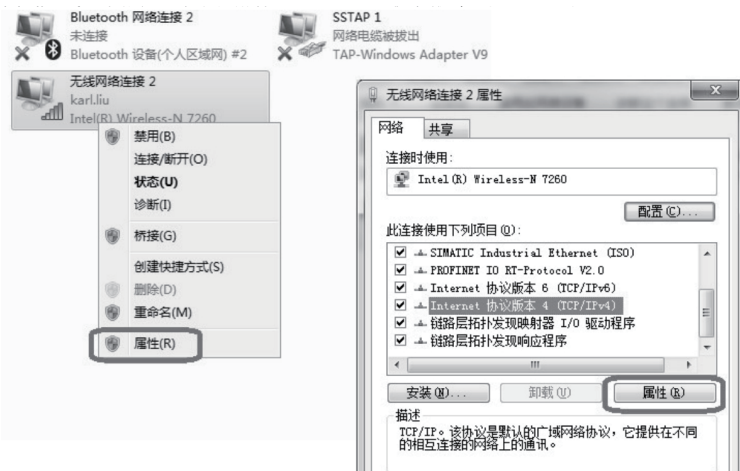 Bluetooth 网络连接 2
未连接
Bluetooth 设备(个人区域网) #2
SSTAP 1
网络电缆被拔出
TAP-Windows Adapter V9
无线网络连接 2
karl.liu
Intel(R) Wireless-N 7260
禁用(B)
连接/断开(O)
状态(U)
诊断(I)
桥接(G)
创建快捷方式(S)
删除(D)
重命名(M)
属性(R)
无线网络连接 2 属性
网络 共享
连接时使用:
Intel(R) Wireless-N 7260
配置(C)...
此连接使用下列项目(O):
SIMATIC Industrial Ethernet (ISO)
PROFINET IO RT-Protocol V2.0
Internet 协议版本 6 (TCP/IPv6)
Internet 协议版本 4 (TCP/IPv4)
链路层拓扑发现映射器 I/O 驱动程序
链路层拓扑发现响应程序
安装(N)... 卸载(U) 属性(R)
描述
TCP/IP。该协议是默认的广域网络协议，它提供在不同
的相互连接的网络上的通讯。